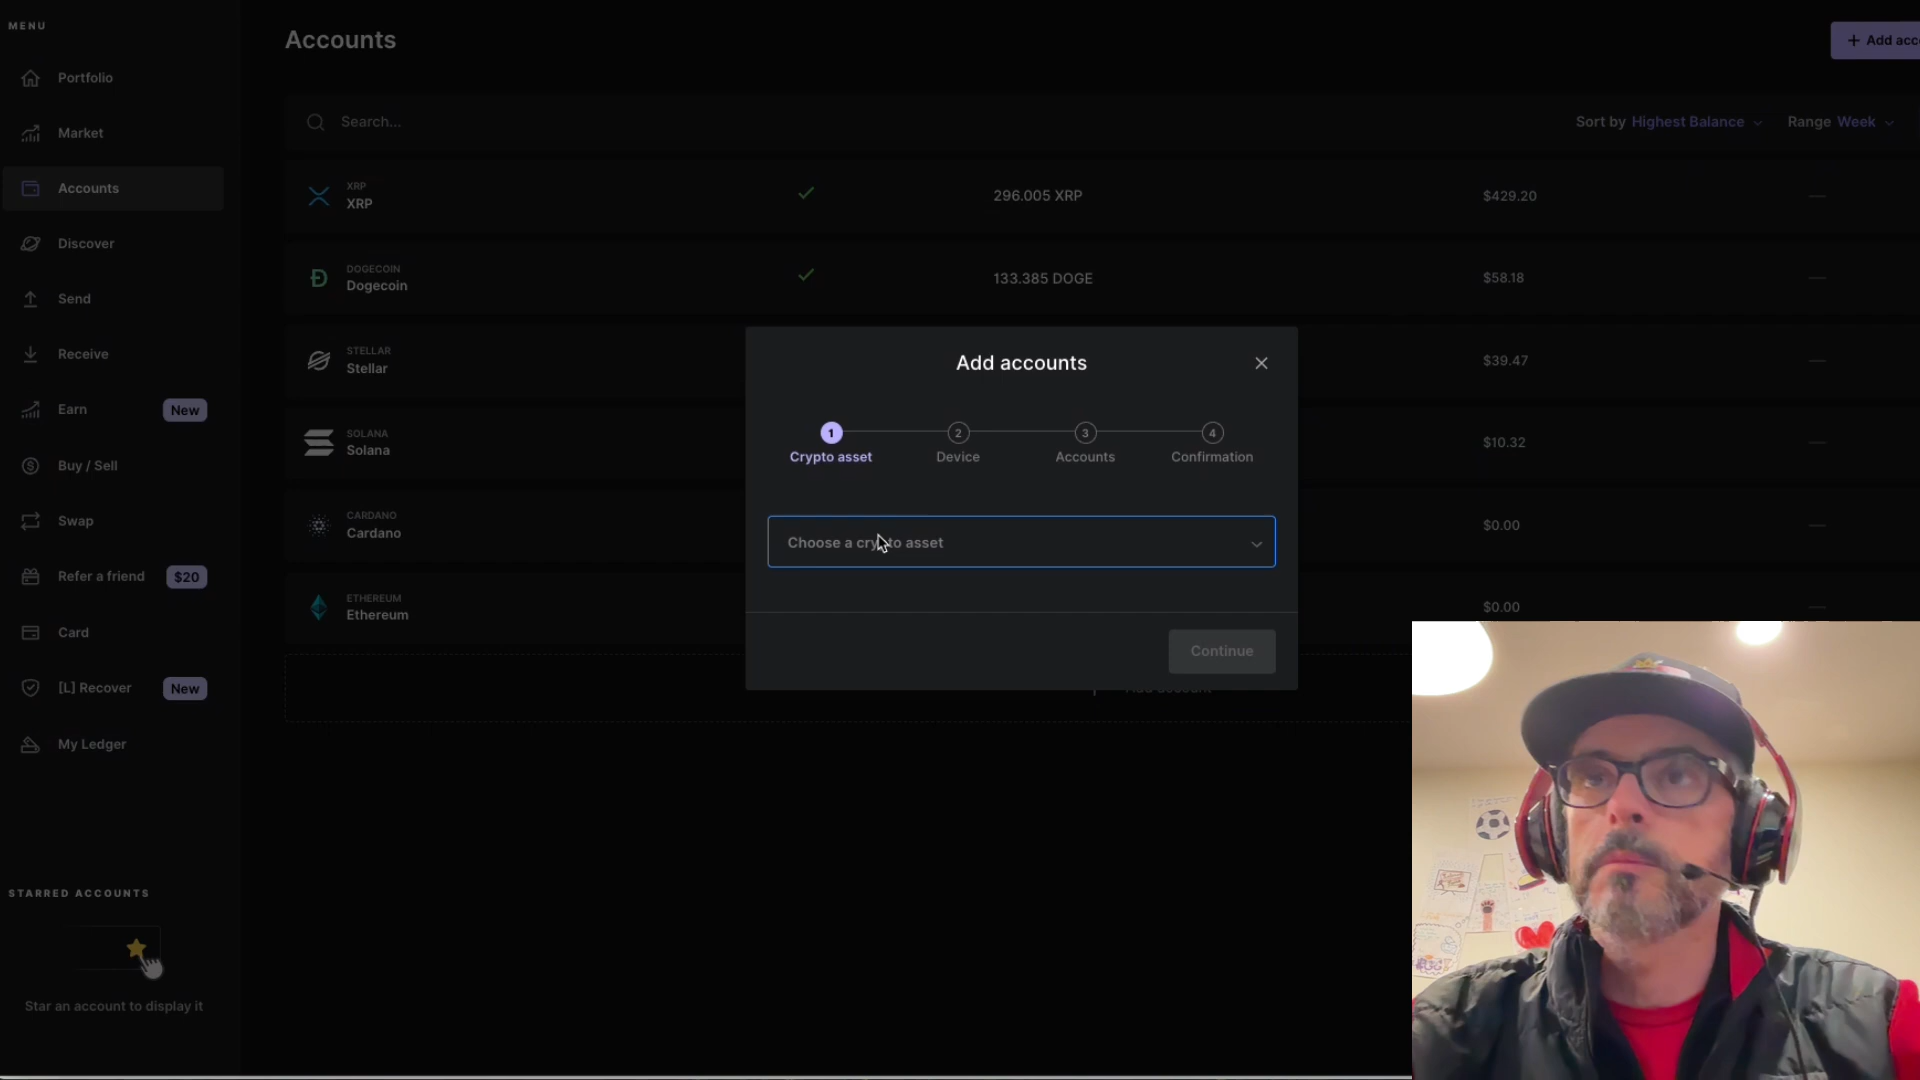 MENU
Portfolio
Market
Accounts
Discover
Send
Receive
Earn New
Buy / Sell
Swap
Refer a friend $20
Card
[L] Recover New
My Ledger
STARRED ACCOUNTS
Star an account to display it
Accounts
+ Add acc
Search...
Sort by Highest Balance
Range Week
XRP
XRP
296.005 XRP
$429.20
DOGECOIN
Dogecoin
133.385 DOGE
$58.18
STELLAR
Stellar
$39.47
SOLANA
Solana
$10.32
CARDANO
Cardano
$0.00
ETHEREUM
Ethereum
$0.00
Add accounts
1
2
3
4
Crypto asset
Device
Accounts
Confirmation
Choose a crypto asset
Continue